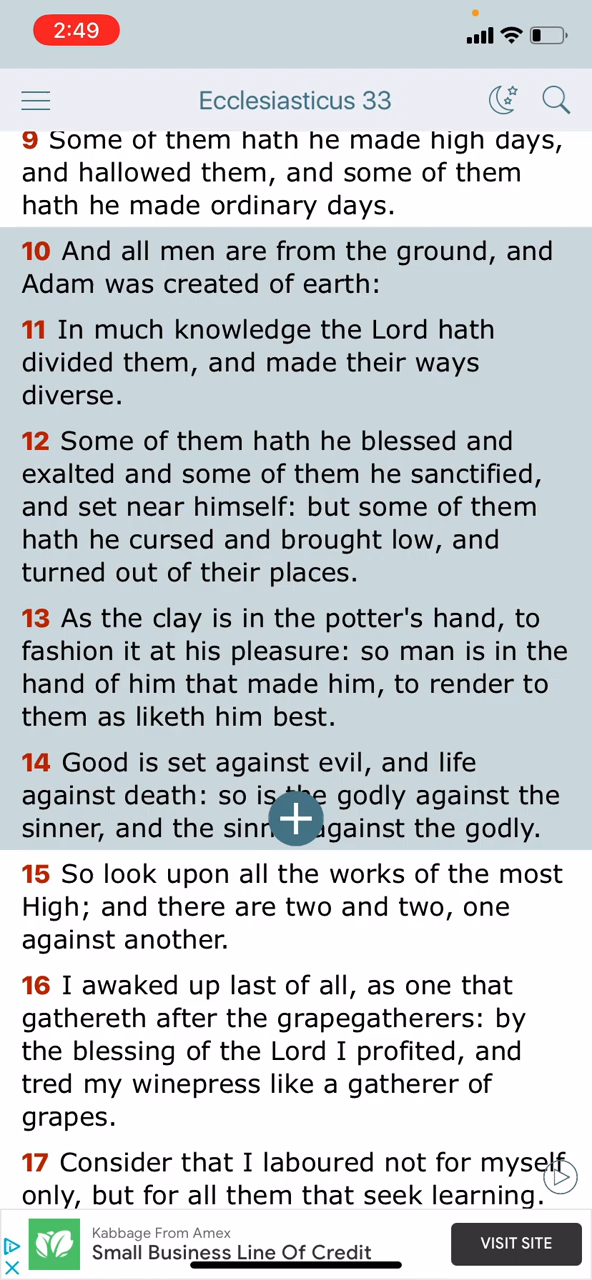 2:49
Ecclesiasticus 33
9 Some of them hath he made high days,
and hallowed them, and some of them
hath he made ordinary days.
10 And all men are from the ground, and
Adam was created of earth:
11 In much knowledge the Lord hath
divided them, and made their ways
diverse.
12 Some of them hath he blessed and
exalted and some of them he sanctified,
and set near himself: but some of them
hath he cursed and brought low, and
turned out of their places.
13 As the clay is in the potter's hand, to
fashion it at his pleasure: so man is in the
hand of him that made him, to render to
them as liketh him best.
14 Good is set against evil, and life
against death: so is the godly against the
sinner, and the sinner against the godly.
15 So look upon all the works of the most
High; and there are two and two, one
against another.
16 I awaked up last of all, as one that
gathereth after the grapegatherers: by
the blessing of the Lord I profited, and
tred my winepress like a gatherer of
grapes.
17 Consider that I laboured not for myself
only, but for all them that seek learning.
Kabbage From Amex
Small Business Line Of Credit
VISIT SITE